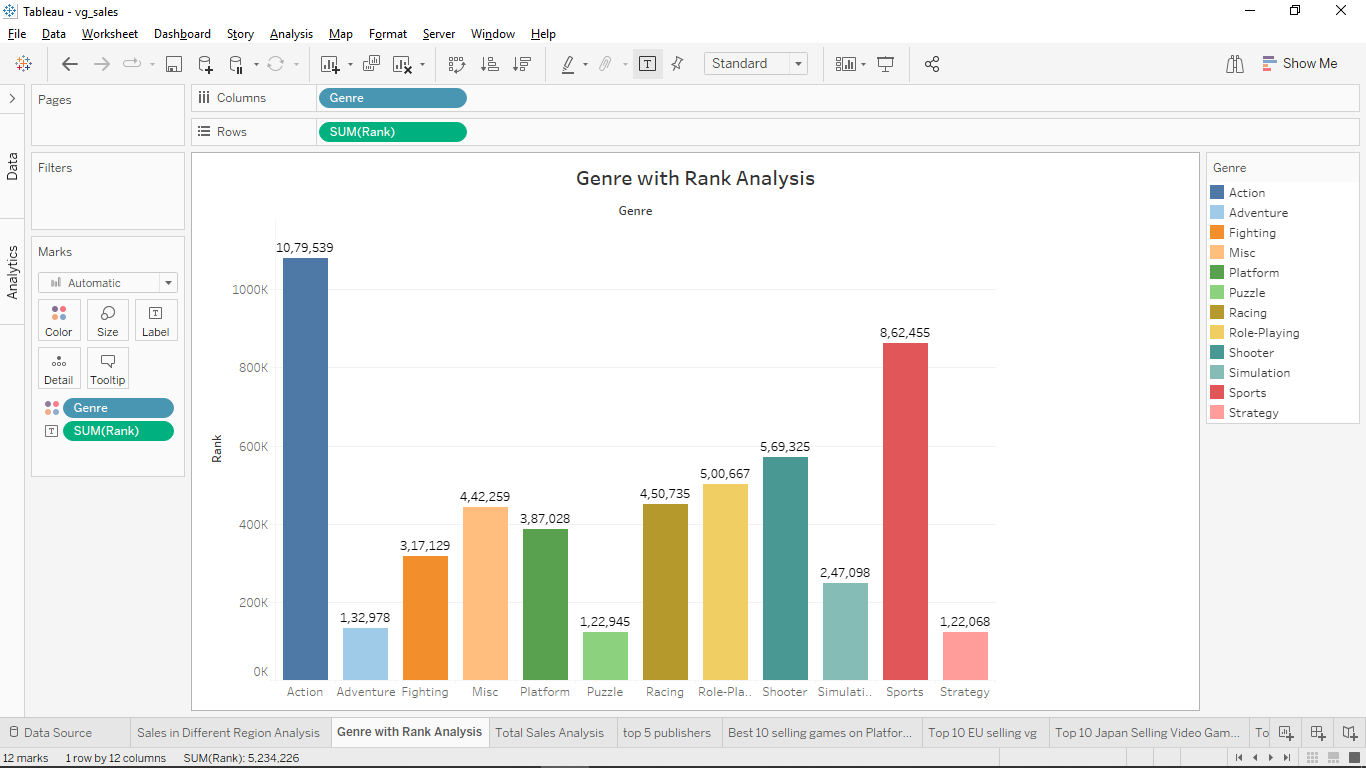 Tableau - vg_sales
File Data Worksheet Dashboard Story Analysis Map Format Server Window Help
Standard
Show Me
Pages
Columns
Genre
Rows
SUM(Rank)
Data
Analytics
Filters
Marks
Automatic
Color Size Label
Detail Tooltip
Genre
SUM(Rank)
Genre with Rank Analysis
Genre
Rank
1000K
800K
600K
400K
200K
0K
10,79,539
1,32,978
3,17,129
4,42,259
3,87,028
1,22,945
4,50,735
5,00,667
5,69,325
2,47,098
8,62,455
1,22,068
Action Adventure Fighting Misc Platform Puzzle Racing Role-Pla.. Shooter Simulati.. Sports Strategy
Genre
Action
Adventure
Fighting
Misc
Platform
Puzzle
Racing
Role-Playing
Shooter
Simulation
Sports
Strategy
Data Source Sales in Different Region Analysis Genre with Rank Analysis Total Sales Analysis top 5 publishers Best 10 selling games on Platfor... Top 10 EU selling vg Top 10 Japan Selling Video Gam... To
12 marks 1 row by 12 columns SUM(Rank): 5,234,226